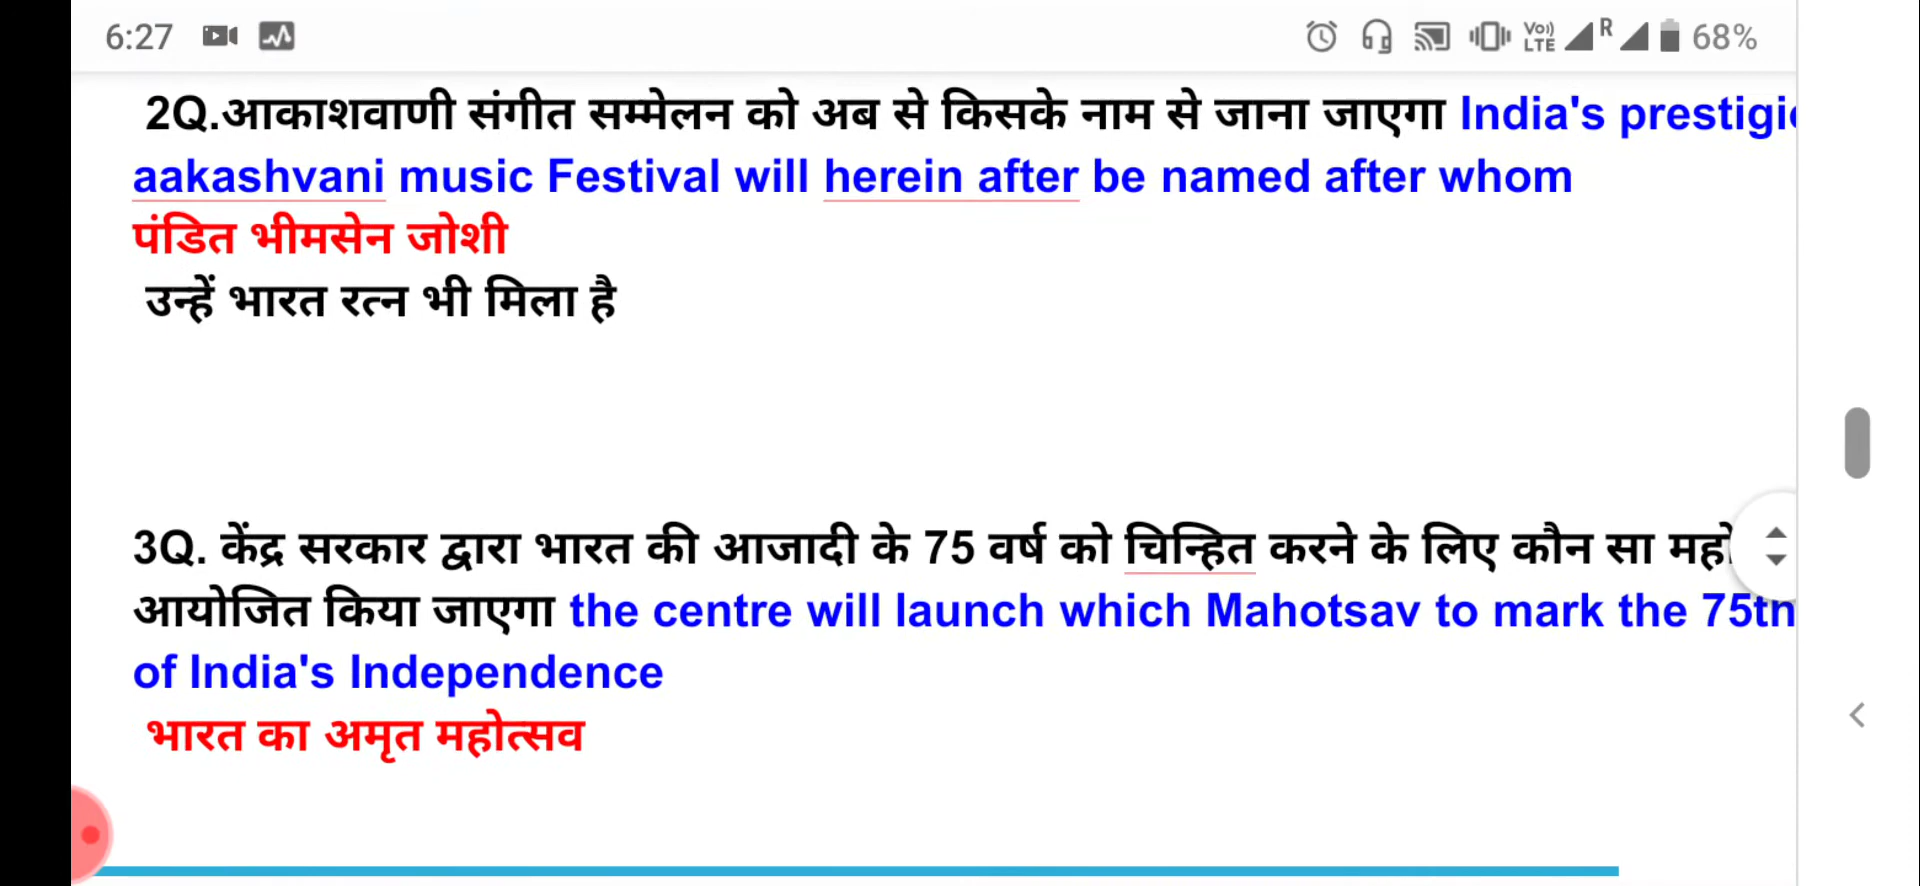 6:27 Vo)) LTE R 68%
2Q.आकाशवाणी संगीत सम्मेलन को अब से किसके नाम से जाना जाएगा India's
aakashvani music Festival will herein after be named after whom
पंडित भीमसेन जोशी
उन्हें भारत रत्न भी मिला है
3Q. केंद्र सरकार द्वारा भारत की आजादी के 75 वर्ष को चिन्हित करने के लिए कौन सा
आयोजित किया जाएगा the centre will launch which Mahotsav to mark the 75th
of India's Independence
भारत का अमृत महोत्सव